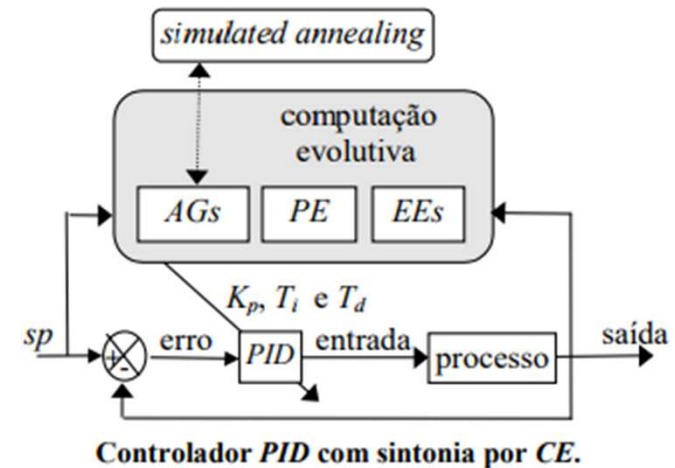 simulated annealing
computação
evolutiva
AGs PE EEs
Kp, Ti e Td
sp erro PID entrada processo saída
+
-
Controlador PID com sintonia por CE.